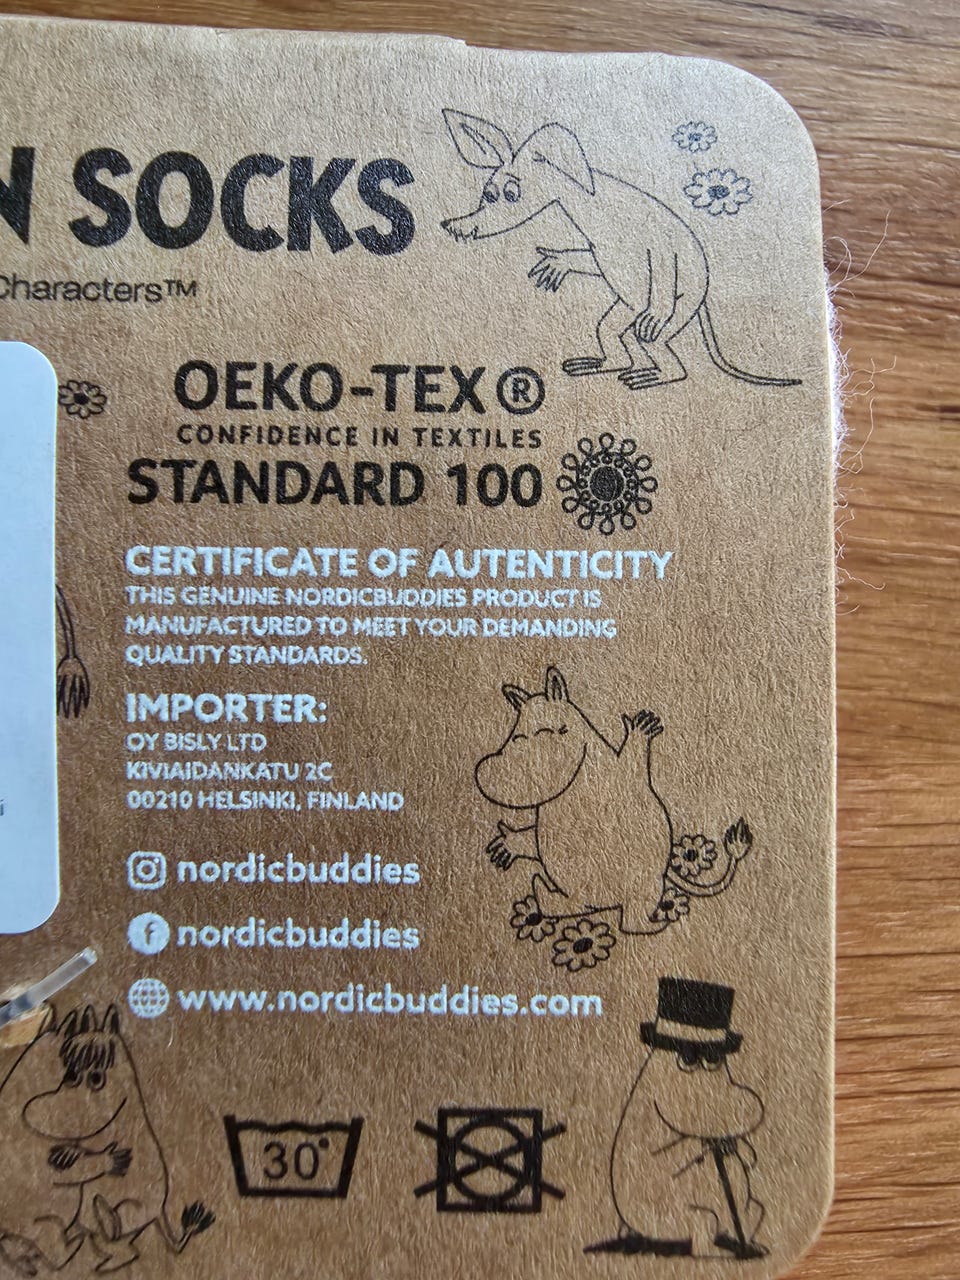 N SOCKS
Characters™
OEKO-TEX®
CONFIDENCE IN TEXTILES
STANDARD 100
CERTIFICATE OF AUTENTICITY
THIS GENUINE NORDICBUDDIES PRODUCT IS
MANUFACTURED TO MEET YOUR DEMANDING
QUALITY STANDARDS.
IMPORTER:
OY BISLY LTD
KIVIAIDANKATU 2C
00210 HELSINKI, FINLAND
i
nordicbuddies
nordicbuddies
www.nordicbuddies.com
30°